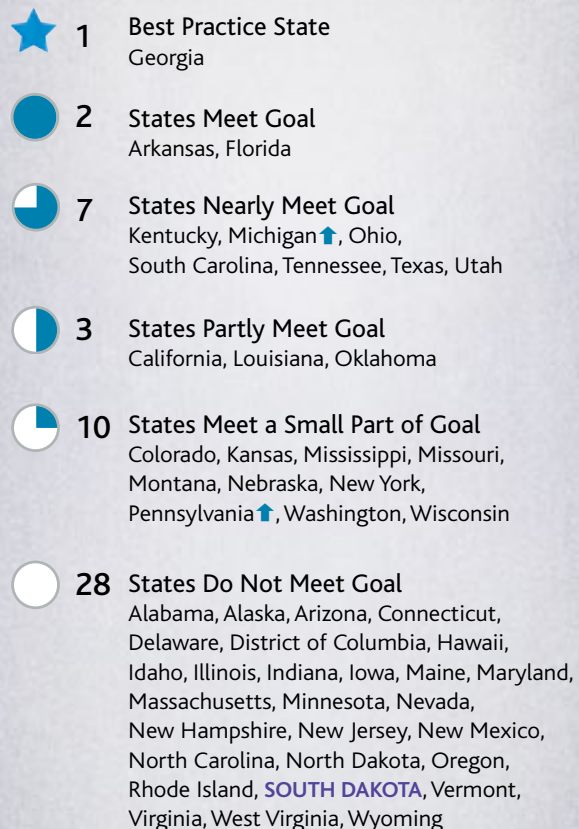 1 Best Practice State
Georgia
2 States Meet Goal
Arkansas, Florida
7 States Nearly Meet Goal
Kentucky, Michigan⬆, Ohio,
South Carolina, Tennessee, Texas, Utah
3 States Partly Meet Goal
California, Louisiana, Oklahoma
10 States Meet a Small Part of Goal
Colorado, Kansas, Mississippi, Missouri,
Montana, Nebraska, New York,
Pennsylvania⬆, Washington, Wisconsin
28 States Do Not Meet Goal
Alabama, Alaska, Arizona, Connecticut,
Delaware, District of Columbia, Hawaii,
Idaho, Illinois, Indiana, Iowa, Maine, Maryland,
Massachusetts, Minnesota, Nevada,
New Hampshire, New Jersey, New Mexico,
North Carolina, North Dakota, Oregon,
Rhode Island, SOUTH DAKOTA, Vermont,
Virginia, West Virginia, Wyoming